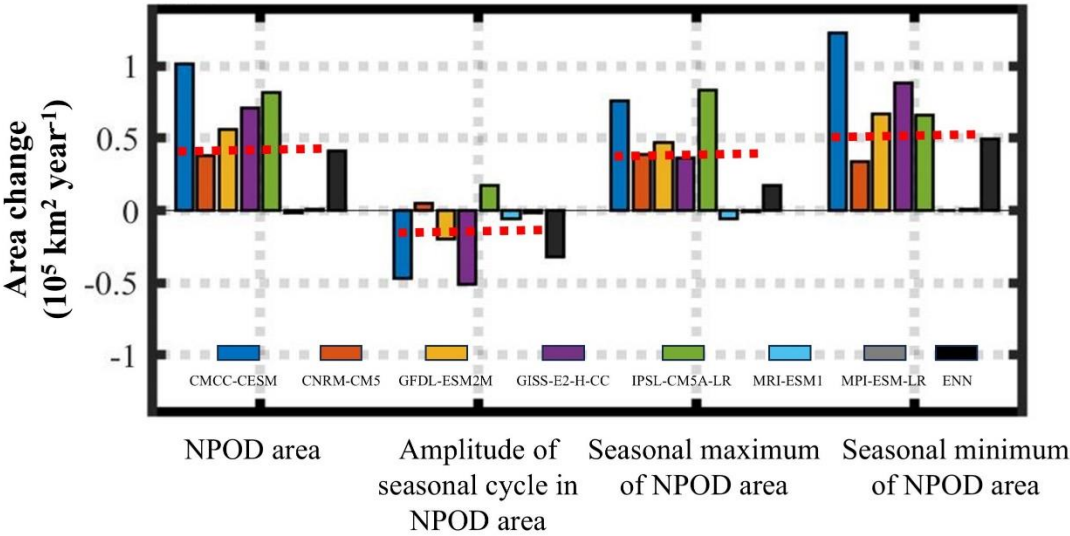 Area change
(10⁵ km² year⁻¹)
1
0.5
0
-0.5
-1
CMCC-CESM
CNRM-CM5
GFDL-ESM2M
GISS-E2-H-CC
IPSL-CM5A-LR
MRI-ESM1
MPI-ESM-LR
ENN
NPOD area
Amplitude of
seasonal cycle in
NPOD area
Seasonal maximum
of NPOD area
Seasonal minimum
of NPOD area